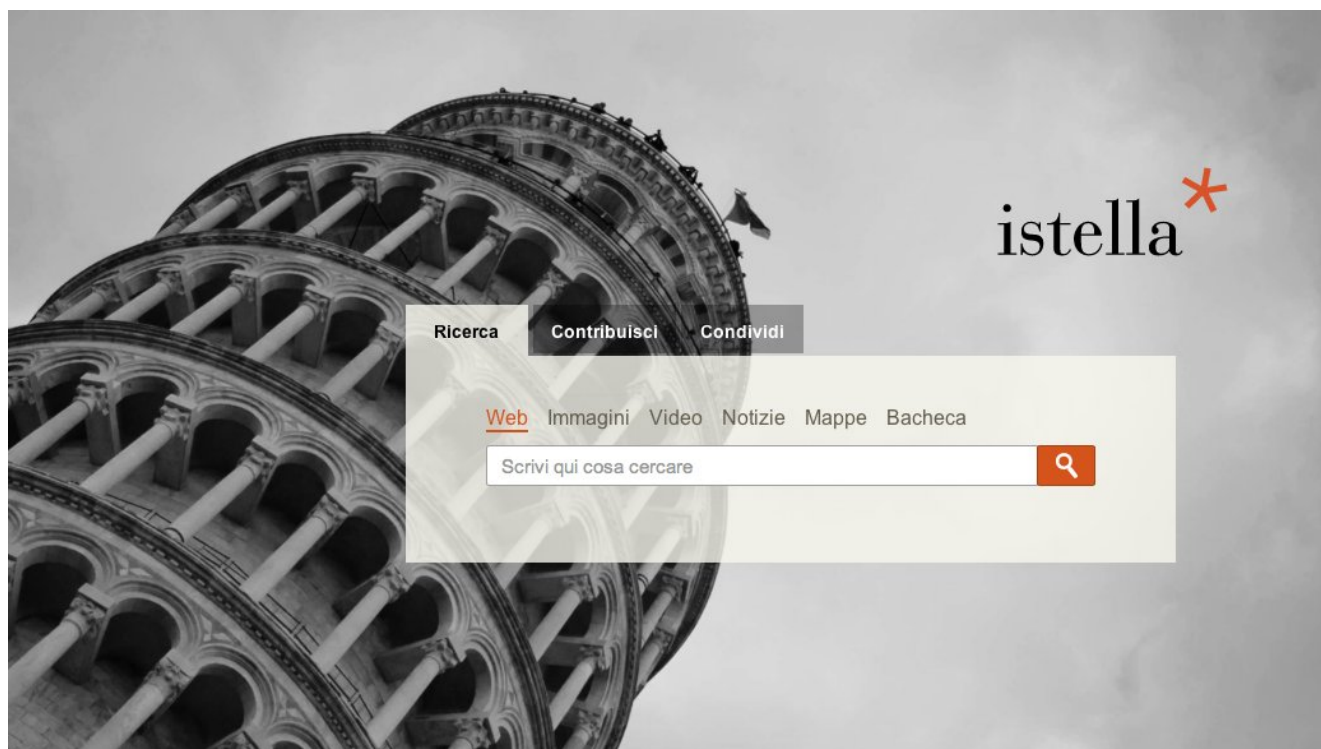 istella*
Ricerca Contribuisci Condividi
Web Immagini Video Notizie Mappe Bacheca
Scrivi qui cosa cercare